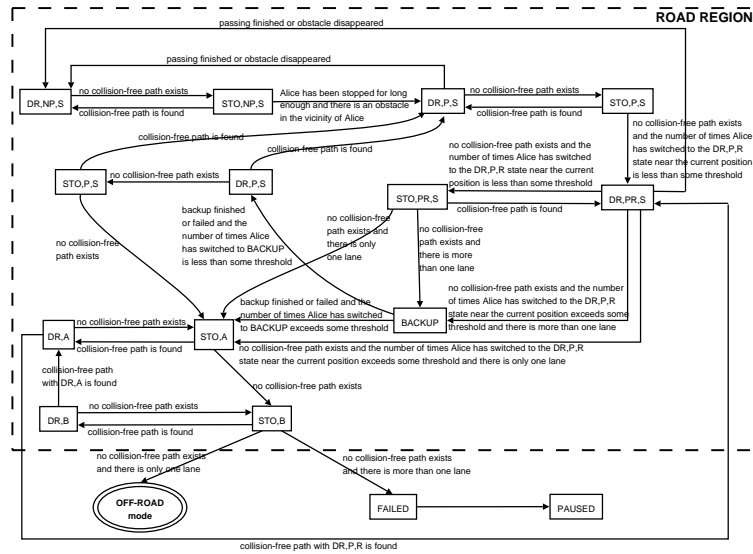 ROAD REGION
passing finished or obstacle disappeared
passing finished or obstacle disappeared
DR,NP,S
no collision-free path exists
collision-free path is found
STO,NP,S
Alice has been stopped for long
enough and there is an obstacle
in the vicinity of Alice
DR,P,S
no collision-free path exists
collision-free path is found
STO,P,S
no collision-free path exists
and the number of times Alice
has switched to the DR,P,R
state near the current position
is less than some threshold
collision-free path is found
collision-free path is found
no collision-free path exists and the
number of times Alice has switched
to the DR,P,R state near the current
position is less than some threshold
STO,P,S
no collision-free path exists
DR,P,S
STO,PR,S
collision-free path is found
DR,PR,S
backup finished
or failed and the
number of times Alice
has switched to BACKUP
is less than some threshold
no collision-free
path exists and
there is only
one lane
no collision-free
path exists and
there is more
than one lane
no collision-free
path exists
no collision-free path exists and the number
of times Alice has switched to the DR,P,R
state near the current position exceeds some
threshold and there is more than one lane
backup finished or failed and the
number of times Alice has switched
to BACKUP exceeds some threshold
BACKUP
DR,A
no collision-free path exists
collision-free path is found
STO,A
no collision-free path exists and the number of times Alice has switched to the DR,P,R
state near the current position exceeds some threshold and there is only one lane
collision-free path
with DR,A is found
no collision-free path exists
DR,B
no collision-free path exists
collision-free path is found
STO,B
no collision-free path exists
and there is only one lane
no collision-free path exists
and there is more than one lane
OFF-ROAD
mode
FAILED
PAUSED
collision-free path with DR,P,R is found